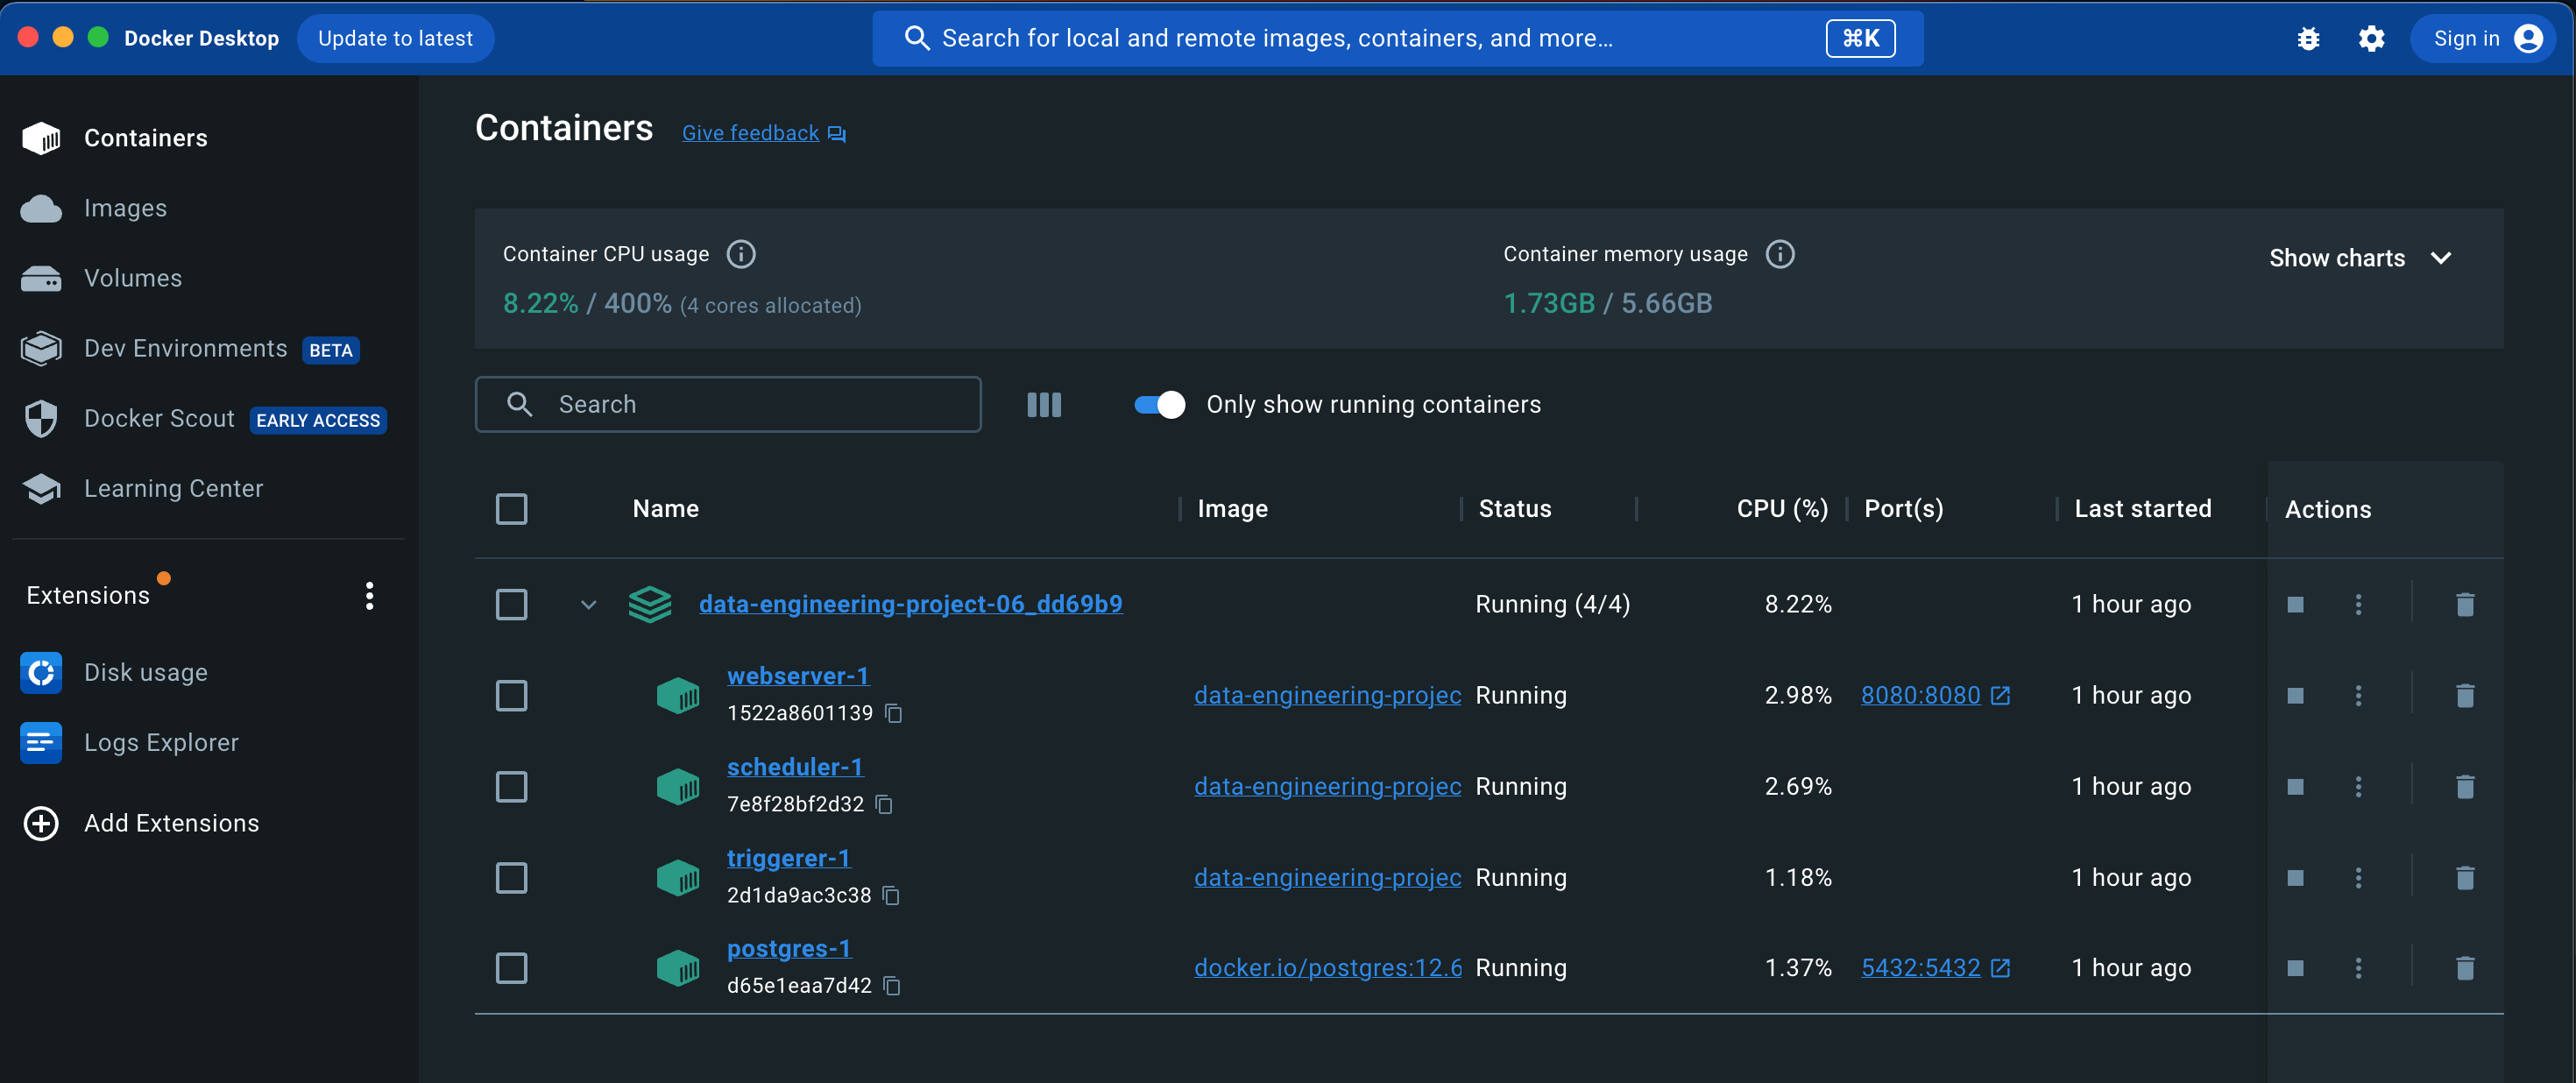 Docker Desktop
Update to latest
Search for local and remote images, containers, and more...
⌘K
Sign in
Containers
Images
Volumes
Dev Environments BETA
Docker Scout EARLY ACCESS
Learning Center
Extensions
Disk usage
Logs Explorer
Add Extensions
Containers
Give feedback
Container CPU usage
8.22% / 400% (4 cores allocated)
Container memory usage
1.73GB / 5.66GB
Show charts
Search
Only show running containers
Name Image Status CPU (%) Port(s) Last started Actions
data-engineering-project-06_dd69b9 Running (4/4) 8.22% 1 hour ago
webserver-1
1522a8601139
data-engineering-projec Running 2.98% 8080:8080 1 hour ago
scheduler-1
7e8f28bf2d32
data-engineering-projec Running 2.69% 1 hour ago
triggerer-1
2d1da9ac3c38
data-engineering-projec Running 1.18% 1 hour ago
postgres-1
d65e1eaa7d42
docker.io/postgres:12.6 Running 1.37% 5432:5432 1 hour ago